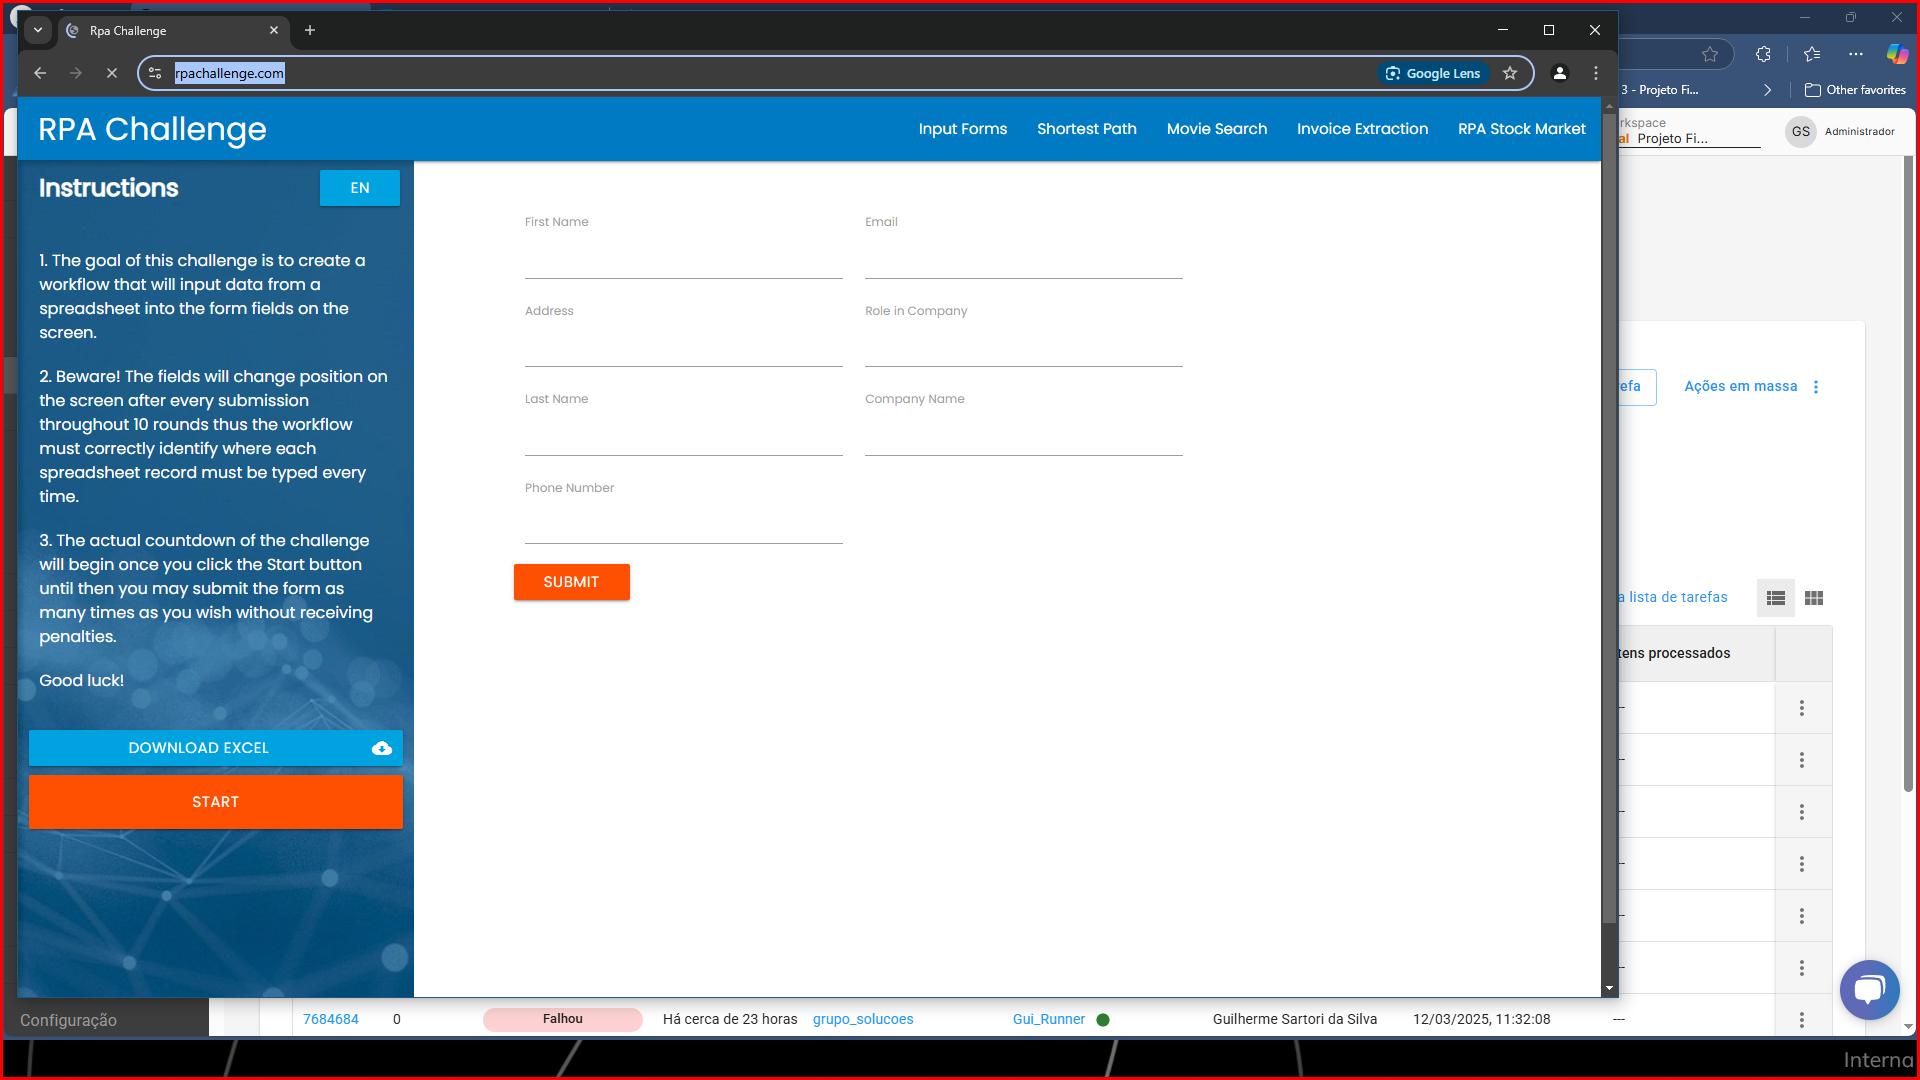 Rpa Challenge
rpachallenge.com
Google Lens
3 - Projeto Fi...
Other favorites
RPA Challenge
Input Forms
Shortest Path
Movie Search
Invoice Extraction
RPA Stock Market
rkspace
al Projeto Fi...
GS
Administrador
Instructions
EN
1. The goal of this challenge is to create a
workflow that will input data from a
spreadsheet into the form fields on the
screen.
2. Beware! The fields will change position on
the screen after every submission
throughout 10 rounds thus the workflow
must correctly identify where each
spreadsheet record must be typed every
time.
3. The actual countdown of the challenge
will begin once you click the Start button
until then you may submit the form as
many times as you wish without receiving
penalties.
Good luck!
DOWNLOAD EXCEL
START
First Name
Email
Address
Role in Company
Last Name
Company Name
Phone Number
SUBMIT
efa
Ações em massa
a lista de tarefas
tens processados
Configuração
7684684
0
Falhou
Há cerca de 23 horas
grupo_solucoes
Gui_Runner
Guilherme Sartori da Silva
12/03/2025, 11:32:08
---
Interna